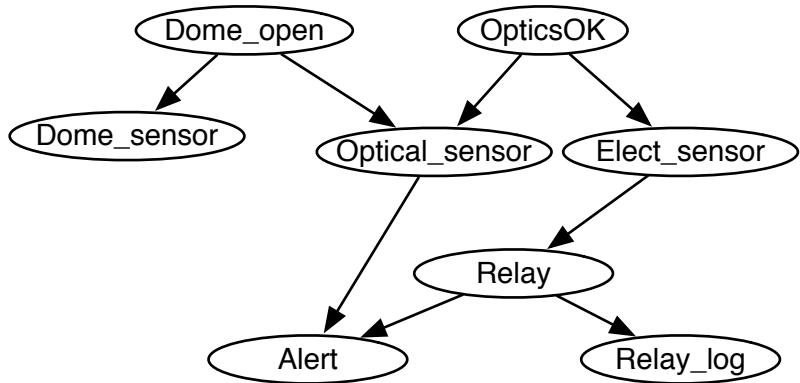 Dome_open
OpticsOK
Dome_sensor
Optical_sensor
Elect_sensor
Relay
Alert
Relay_log